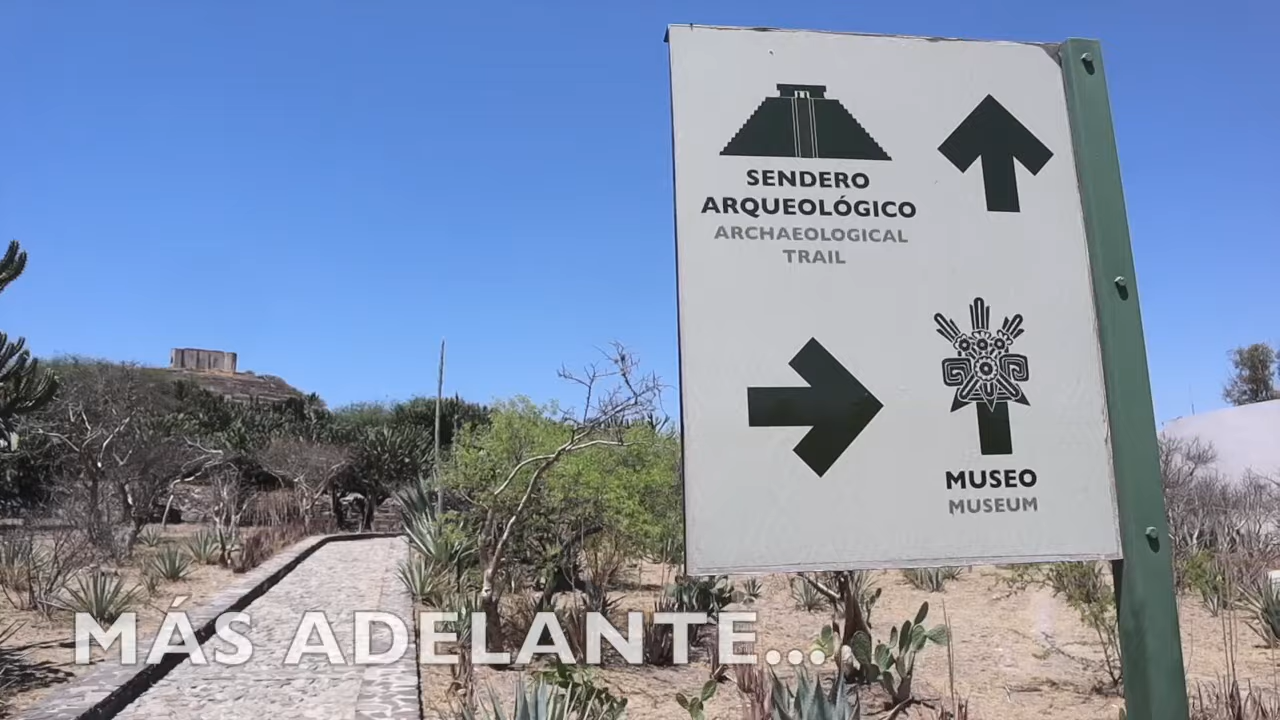 SENDERO
ARQUEOLÓGICO
ARCHAEOLOGICAL
TRAIL
MUSEO
MUSEUM
MÁS ADELANTE...